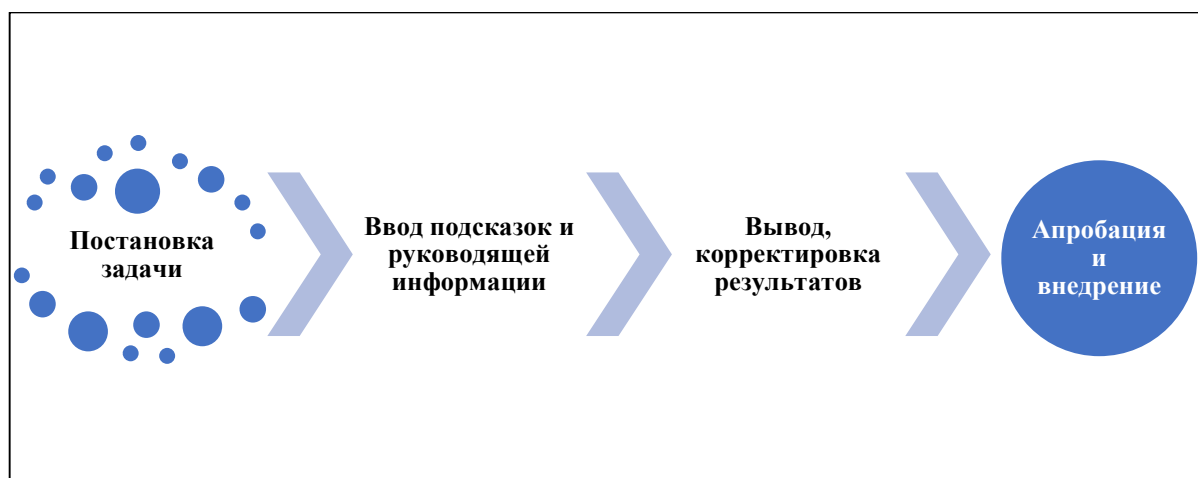 Постановка
задачи
Ввод подсказок и
руководящей
информации
Вывод,
корректировка
результатов
Апробация
и
внедрение